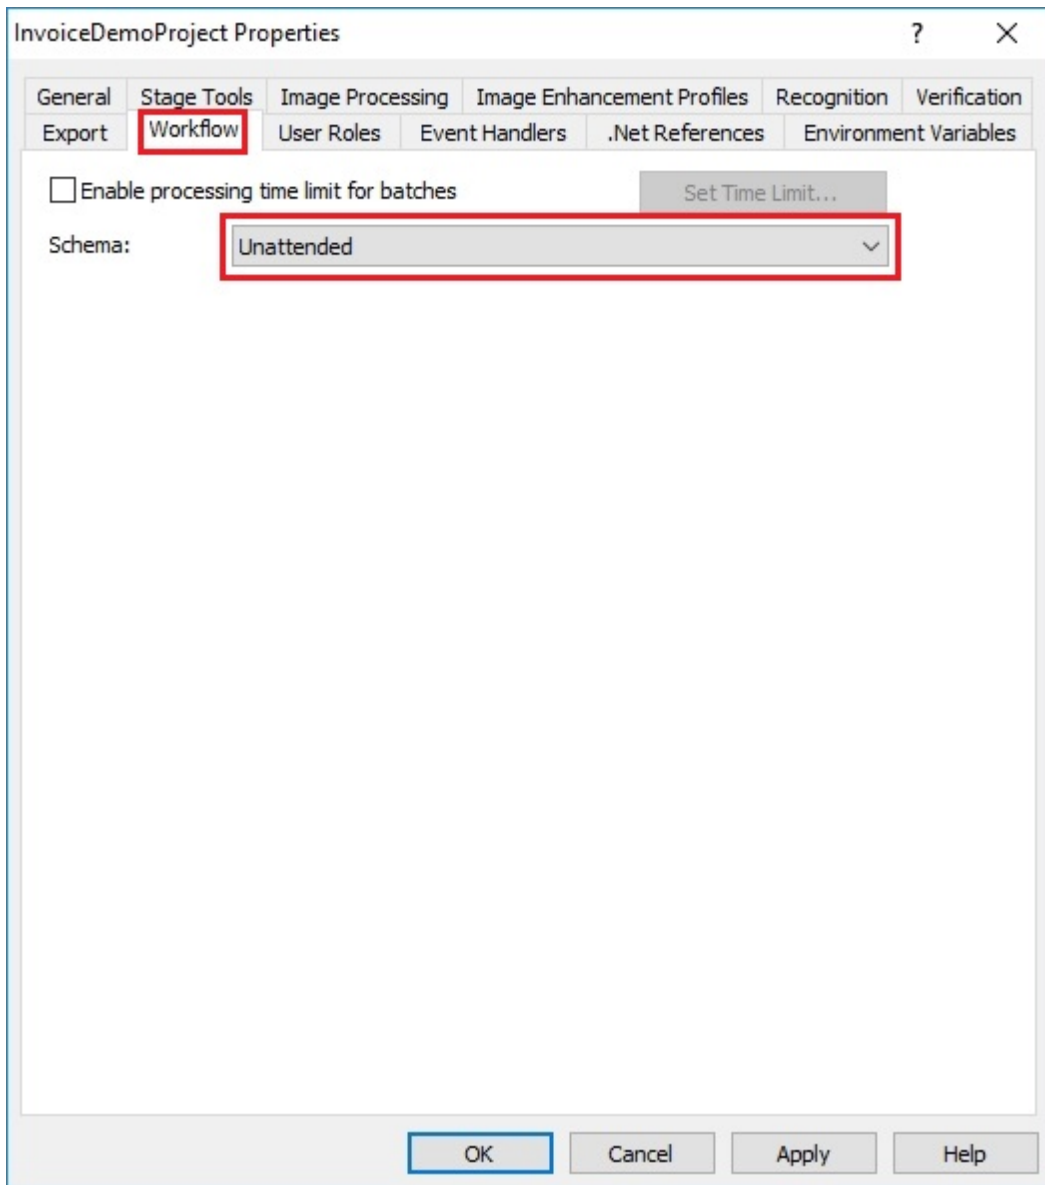 InvoiceDemoProject Properties ? X
General Stage Tools Image Processing Image Enhancement Profiles Recognition Verification
Export Workflow User Roles Event Handlers .Net References Environment Variables
Enable processing time limit for batches Set Time Limit...
Schema: Unattended
OK Cancel Apply Help